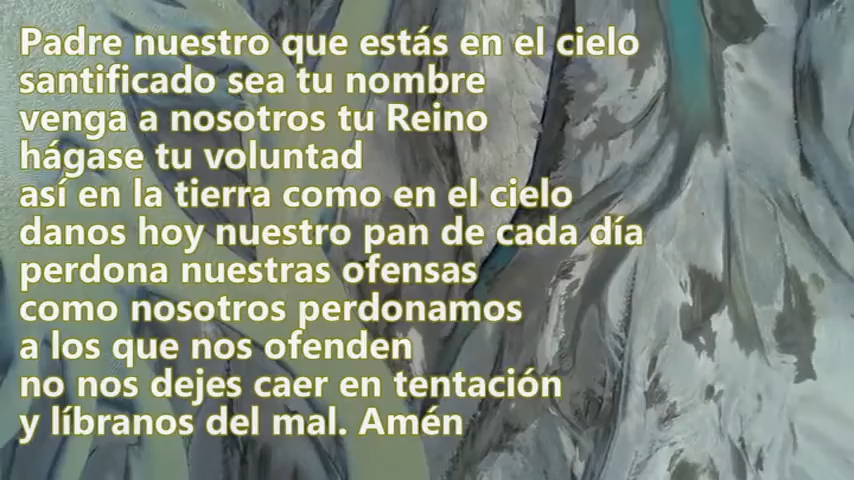 Padre nuestro que estás en el cielo
santificado sea tu nombre
venga a nosotros tu Reino
hágase tu voluntad
así en la tierra como en el cielo
danos hoy nuestro pan de cada día
perdona nuestras ofensas
como nosotros perdonamos
a los que nos ofenden
no nos dejes caer en tentación
y líbranos del mal. Amén